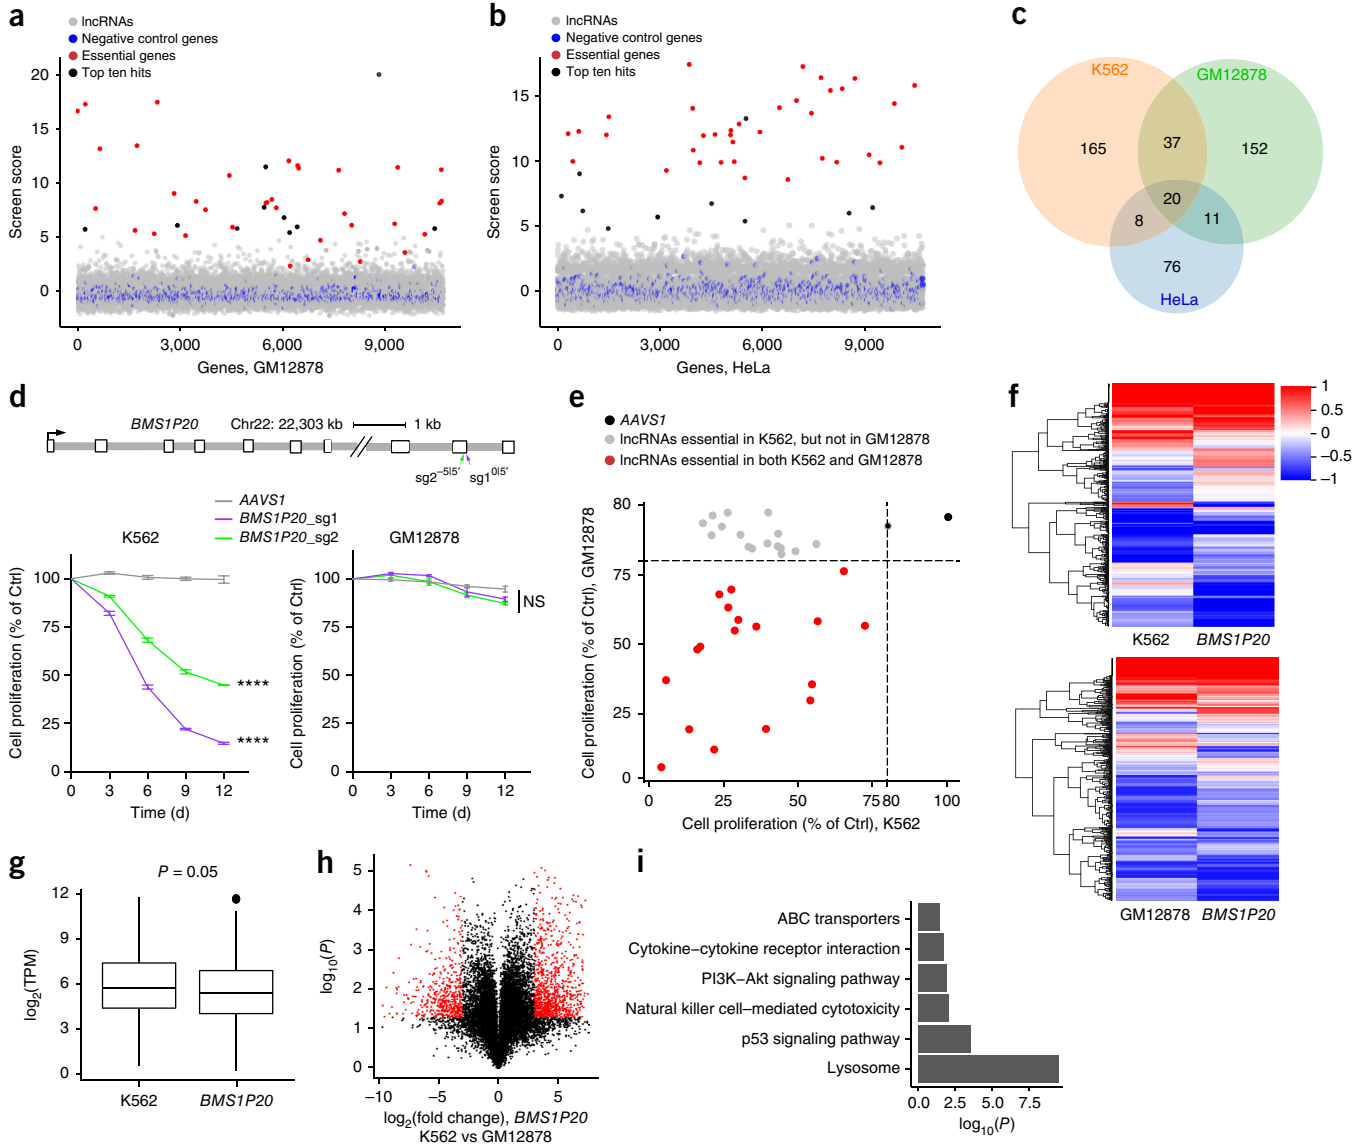 a
lncRNAs
Negative control genes
Essential genes
Top ten hits
Screen score
20
15
10
5
0
0
3,000
6,000
9,000
Genes, GM12878
b
lncRNAs
Negative control genes
Essential genes
Top ten hits
Screen score
15
10
5
0
0
3,000
6,000
9,000
Genes, HeLa
c
K562
GM12878
165
37
152
20
8
11
76
HeLa
d
BMS1P20
Chr22: 22,303 kb
1 kb
sg2−5|5′
sg10|5′
AAVS1
BMS1P20_sg1
BMS1P20_sg2
K562
Cell proliferation (% of Ctrl)
100
75
50
25
0
****
****
0
3
6
9
12
Time (d)
GM12878
Cell proliferation (% of Ctrl)
100
75
50
25
0
NS
0
3
6
9
12
Time (d)
e
AAVS1
lncRNAs essential in K562, but not in GM12878
lncRNAs essential in both K562 and GM12878
Cell proliferation (% of Ctrl), GM12878
80
75
50
25
0
0
25
50
75
80
100
Cell proliferation (% of Ctrl), K562
f
1
0.5
0
−0.5
−1
K562
BMS1P20
GM12878
BMS1P20
g
P = 0.05
log2(TPM)
12
9
6
3
0
K562
BMS1P20
h
log10(P)
5
4
3
2
1
0
−10
−5
0
5
log2(fold change), BMS1P20
K562 vs GM12878
i
ABC transporters
Cytokine−cytokine receptor interaction
PI3K−Akt signaling pathway
Natural killer cell−mediated cytotoxicity
p53 signaling pathway
Lysosome
0.0
2.5
5.0
7.5
log10(P)